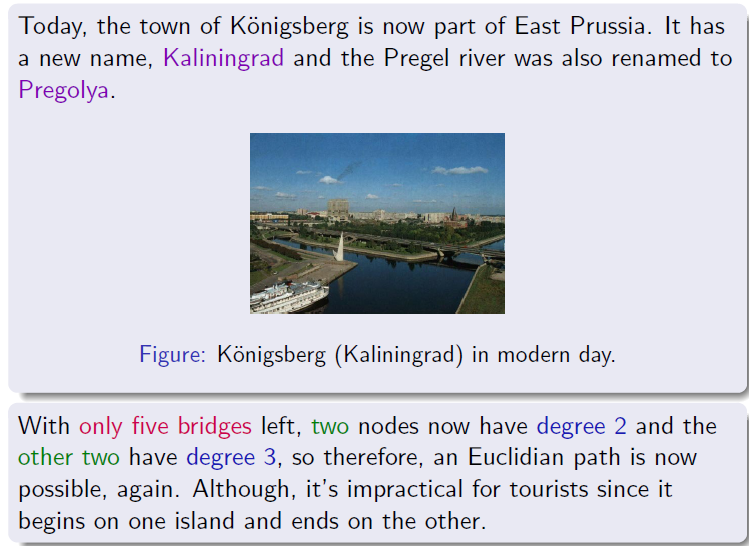 Today, the town of Königsberg is now part of East Prussia. It has
a new name, Kaliningrad and the Pregel river was also renamed to
Pregolya.
Figure: Königsberg (Kaliningrad) in modern day.
With only five bridges left, two nodes now have degree 2 and the
other two have degree 3, so therefore, an Euclidian path is now
possible, again. Although, it's impractical for tourists since it
begins on one island and ends on the other.